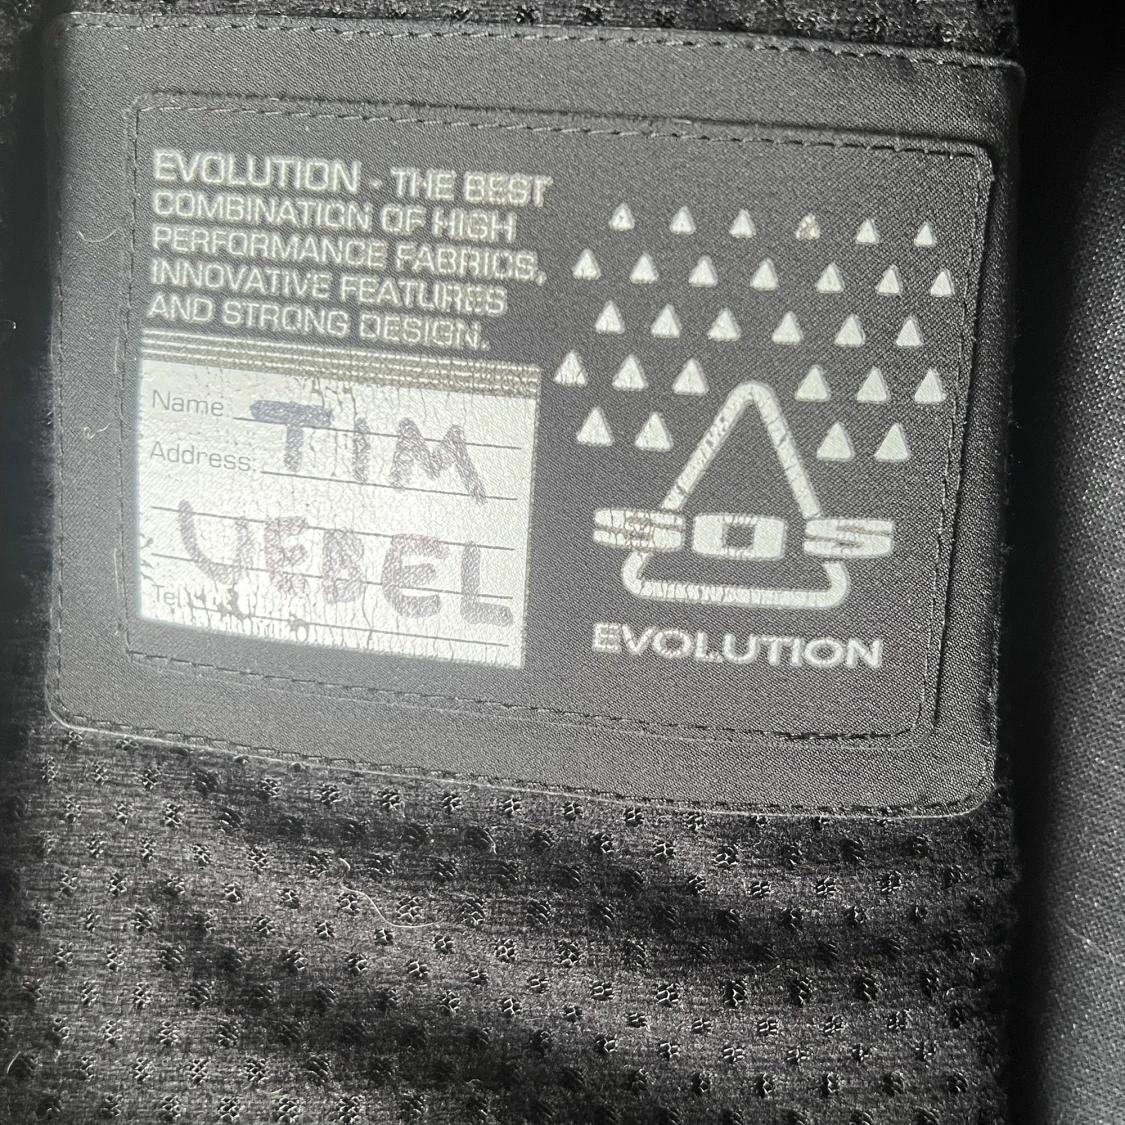 EVOLUTION - THE BEST
COMBINATION OF HIGH
PERFORMANCE FABRICS,
INNOVATIVE FEATURES
AND STRONG DESIGN.
Name: TIM
Address:
UEBEL
Tel
SOS
EVOLUTION